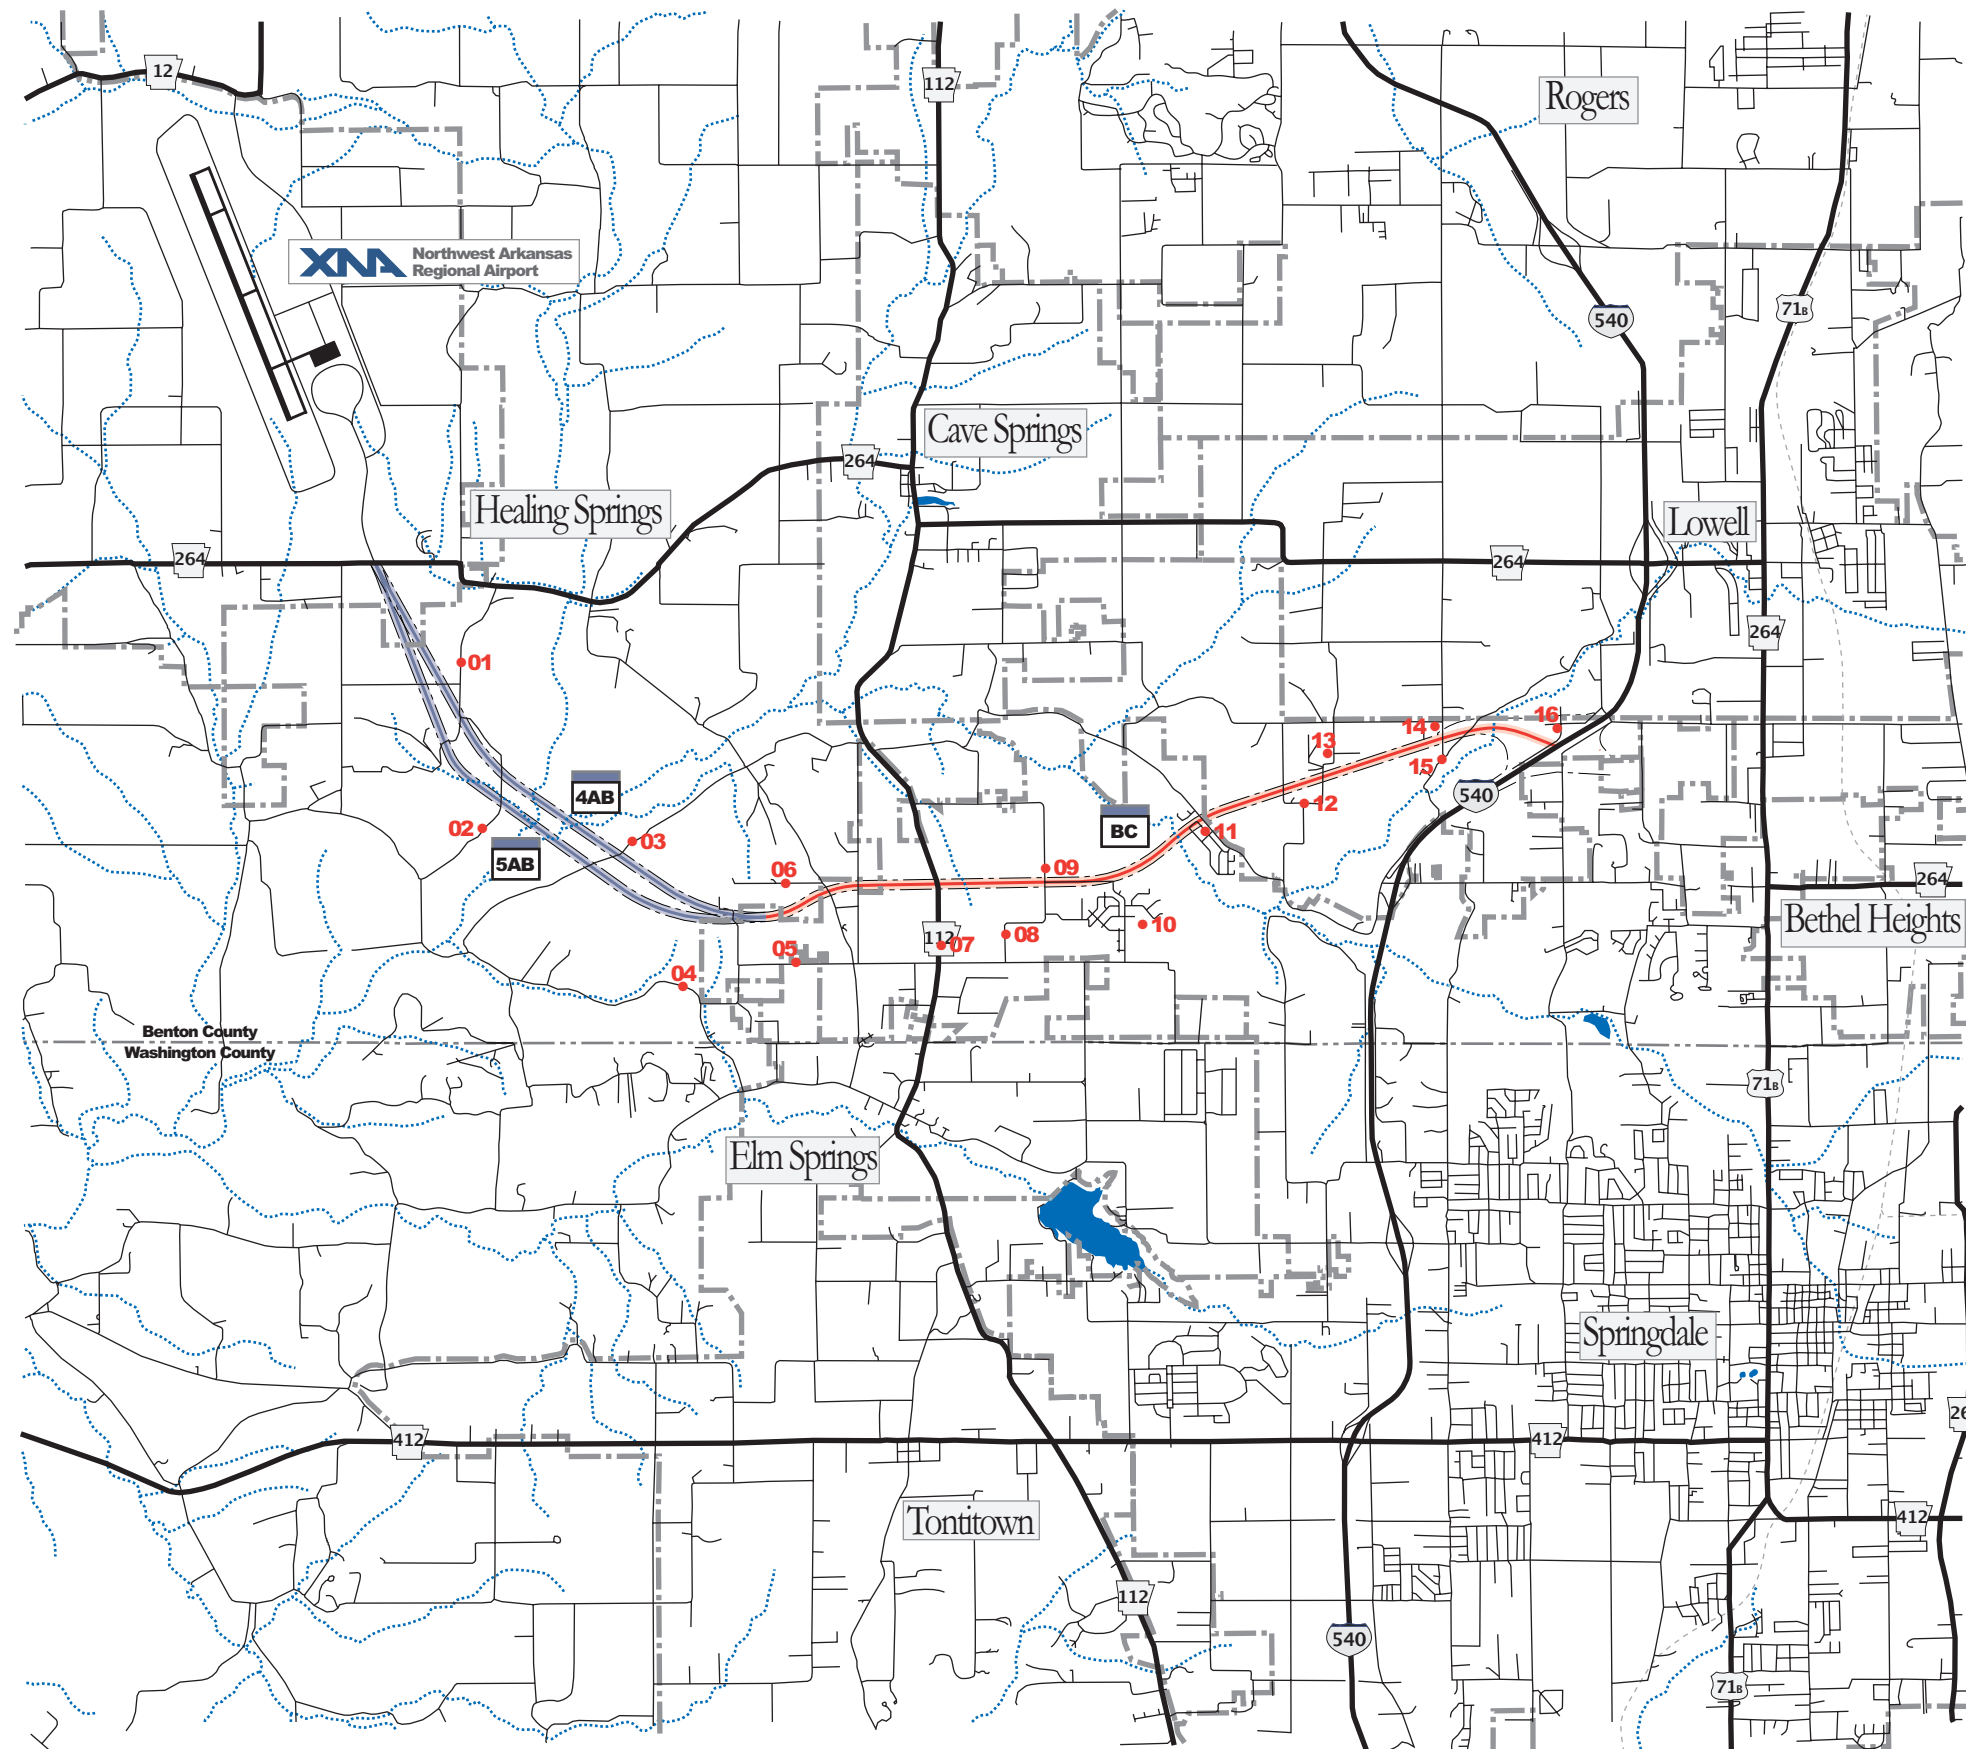 12
112
Rogers
XNA Northwest Arkansas
Regional Airport
540
71B
Cave Springs
264
Healing Springs
Lowell
264
264
264
01
16
14
13
15
4AB
540
12
BC
02
11
03
5AB
09
06
264
Bethel Heights
10
08
112
07
05
04
Benton County
Washington County
71B
Elm Springs
Springdale
26
412
412
Tontitown
412
112
540
71B